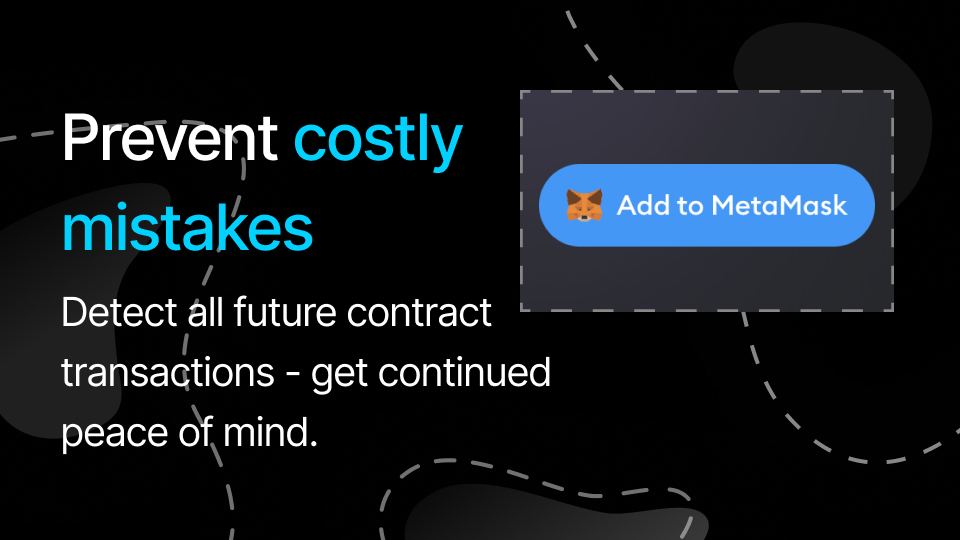 Prevent costly
mistakes
Add to MetaMask
Detect all future contract
transactions - get continued
peace of mind.